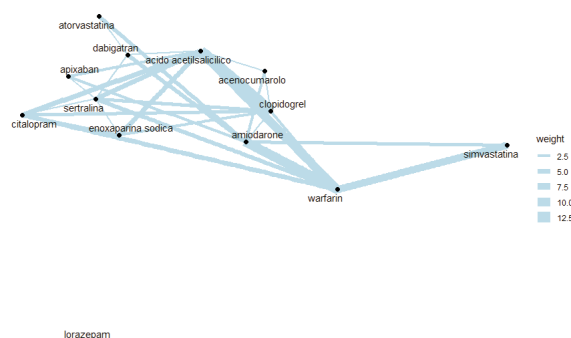 atorvastatina
dabigatran
acido acetilsalicilico
apixaban
acenocumarolo
sertralina
clopidogrel
citalopram
enoxaparina sodica
amiodarone
simvastatina
warfarin
lorazepam
weight
2.5
5.0
7.5
10.0
12.5